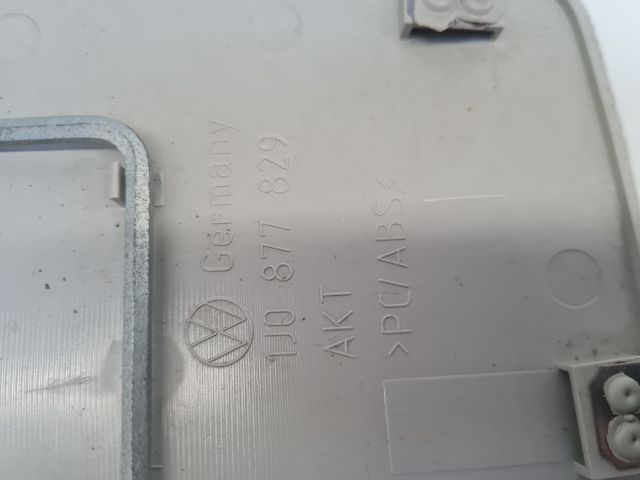 Germany
1J0 877 829
AKT
>PC/ABS<